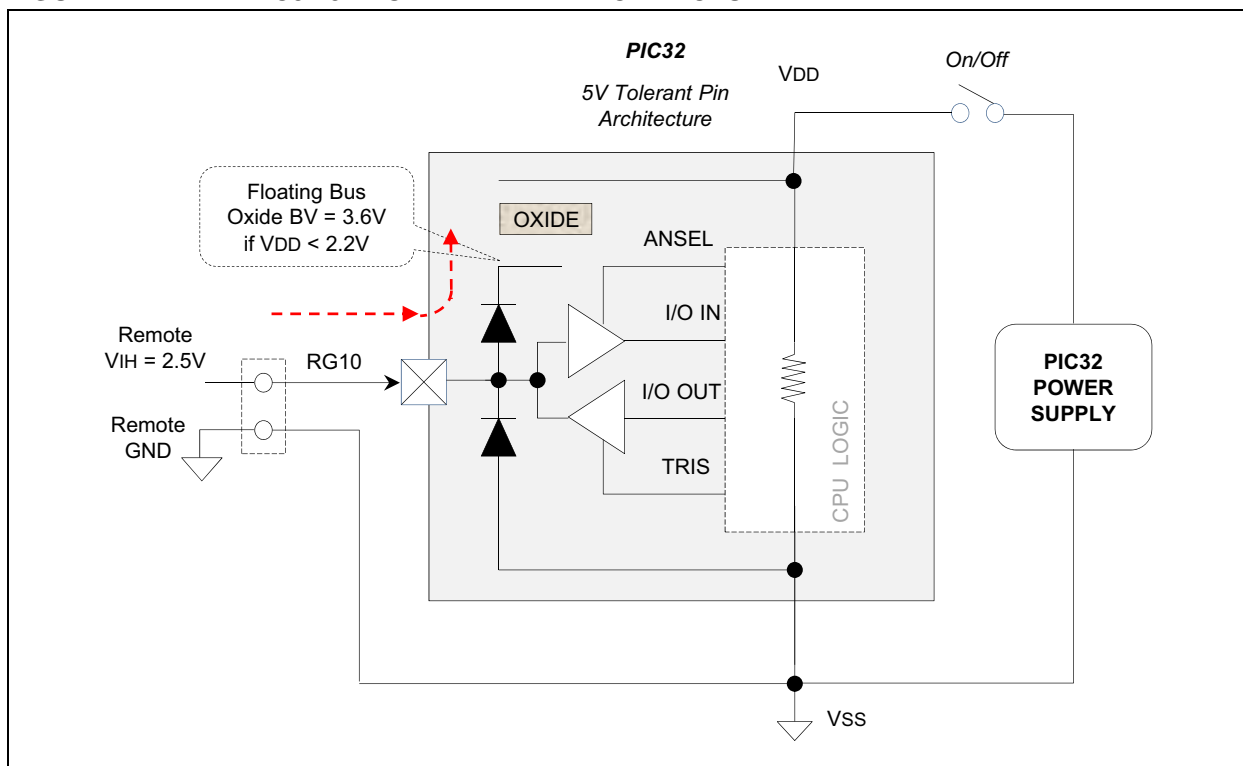 PIC32
5V Tolerant Pin
Architecture
VDD
On/Off
Floating Bus
Oxide BV = 3.6V
if VDD < 2.2V
OXIDE
ANSEL
I/O IN
Remote
VIH = 2.5V
RG10
I/O OUT
Remote
GND
TRIS
CPU LOGIC
PIC32
POWER
SUPPLY
VSS